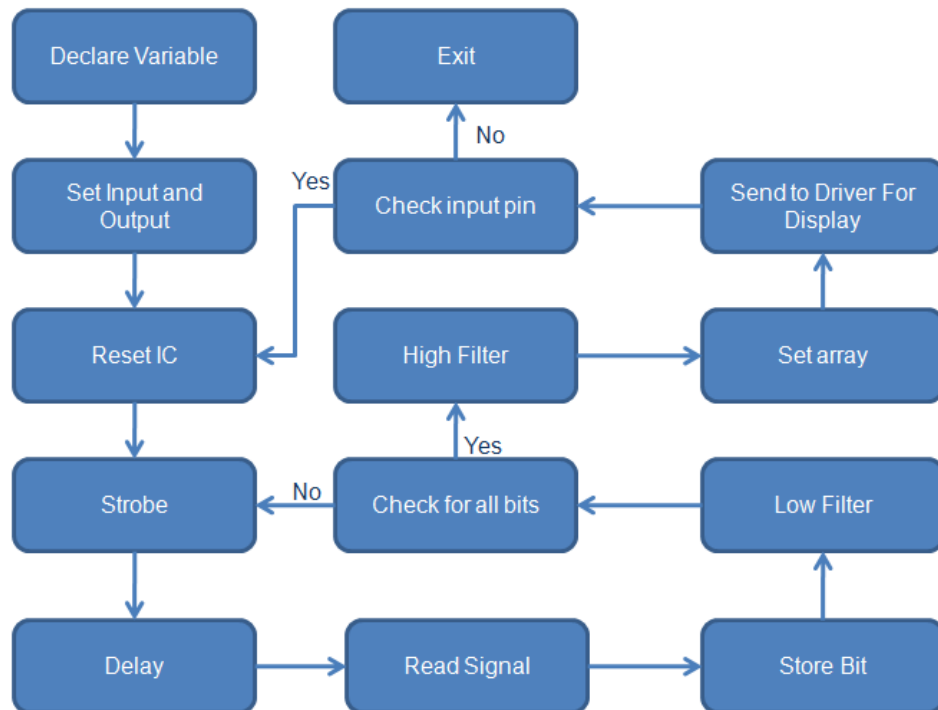 Declare Variable
Exit
No
Set Input and
Output
Yes
Check input pin
Send to Driver For
Display
Reset IC
High Filter
Set array
Yes
Strobe
No
Check for all bits
Low Filter
Delay
Read Signal
Store Bit